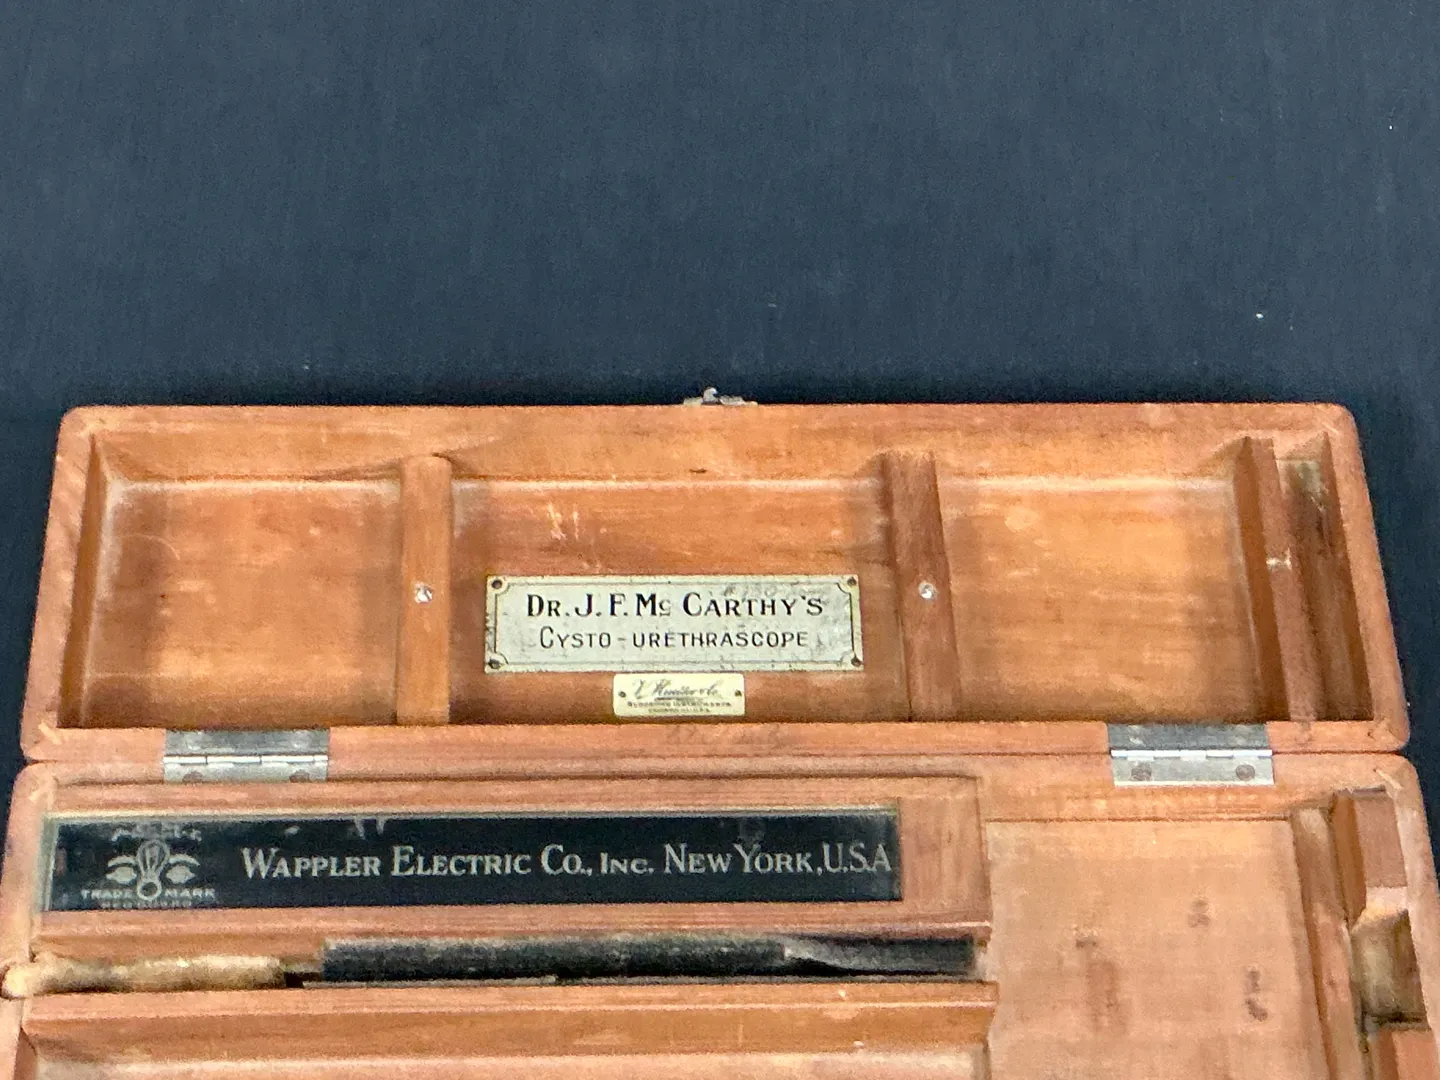 DR. J. F. Mc CARTHY'S
CYSTO-URETHRASCOPE
TRADE MARK
WAPPLER ELECTRIC CO., INC. NEW YORK, U.S.A